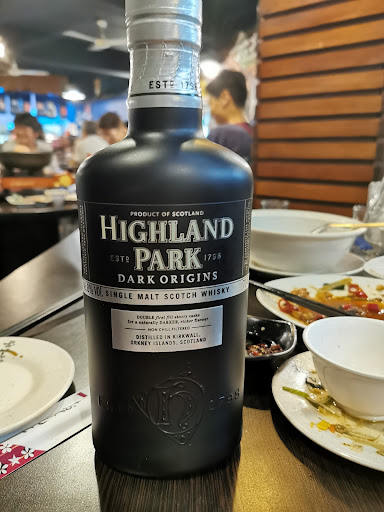 ESTD 1798
PRODUCT OF SCOTLAND
HIGHLAND
ESTD PARK 1798
DARK ORIGINS
SINGLE MALT SCOTCH WHISKY
DOUBLE first fill sherry casks
for a naturally DARKER, richer flavour
NON CHILL FILTERED
DISTILLED IN KIRKWALL,
ORKNEY ISLANDS, SCOTLAND